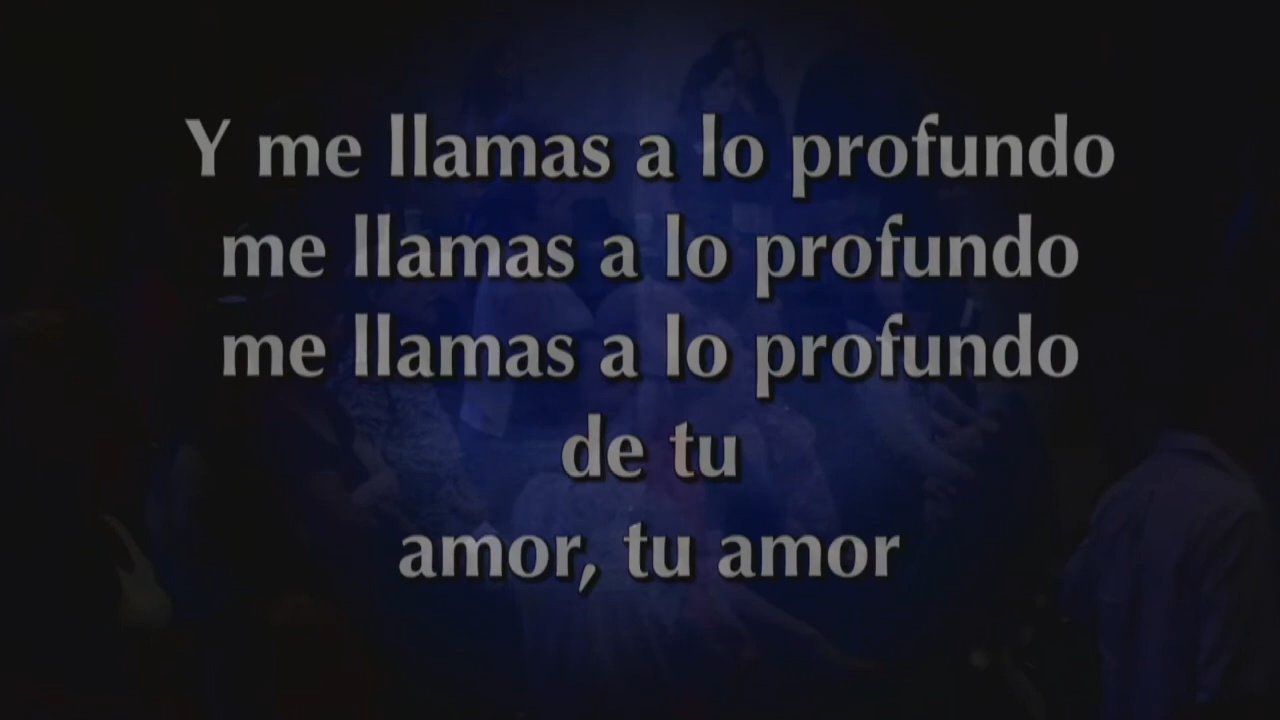 Y me llamas a lo profundo
me llamas a lo profundo
me llamas a lo profundo
de tu
amor, tu amor